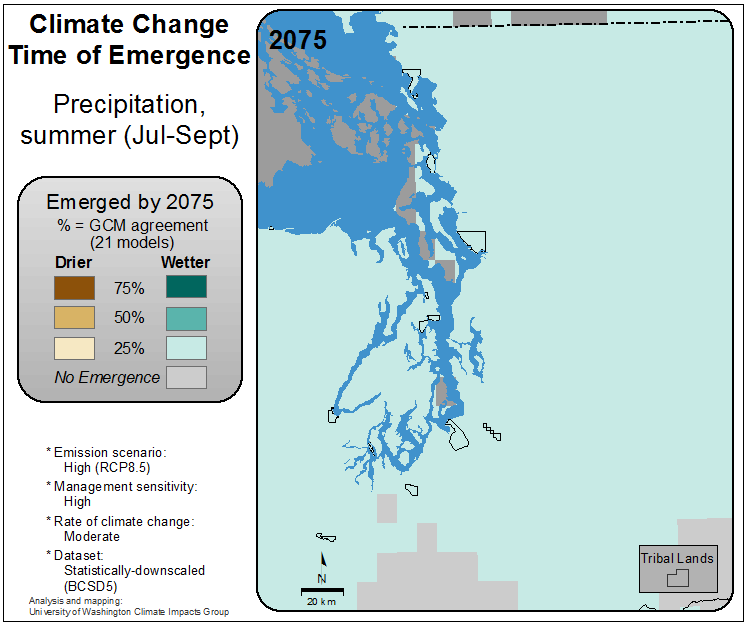 Climate Change
Time of Emergence
Precipitation,
summer (Jul-Sept)
Emerged by 2075
% = GCM agreement
(21 models)
Drier Wetter
75%
50%
25%
No Emergence
* Emission scenario:
High (RCP8.5)
* Management sensitivity:
High
* Rate of climate change:
Moderate
* Dataset:
Statistically-downscaled
(BCSD5)
Analysis and mapping:
University of Washington Climate Impacts Group
2075
N
20 km
Tribal Lands